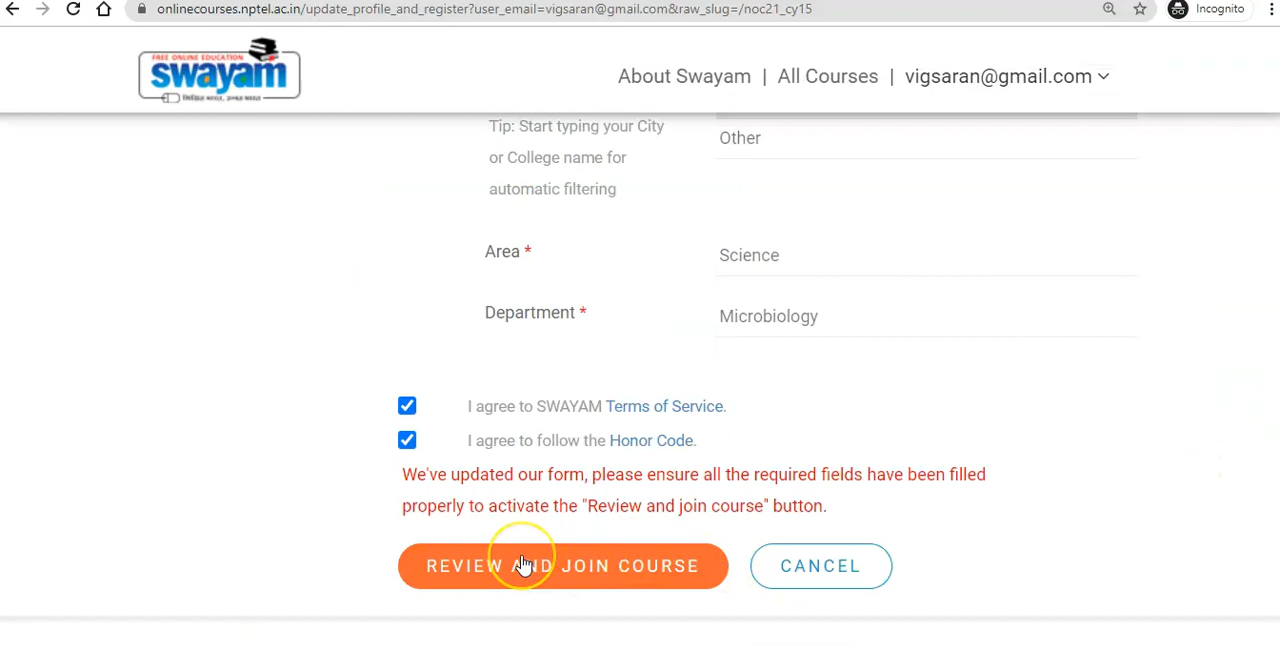 onlinecourses.nptel.ac.in/update_profile_and_register?user_email=vigsaran@gmail.com&raw_slug=/noc21_cy15
Incognito
FREE ONLINE EDUCATION
swayam
About Swayam | All Courses | vigsaran@gmail.com
Tip: Start typing your City
or College name for
automatic filtering
Other
Area *
Science
Department *
Microbiology
I agree to SWAYAM Terms of Service.
I agree to follow the Honor Code.
We've updated our form, please ensure all the required fields have been filled
properly to activate the "Review and join course" button.
REVIEW AND JOIN COURSE
CANCEL